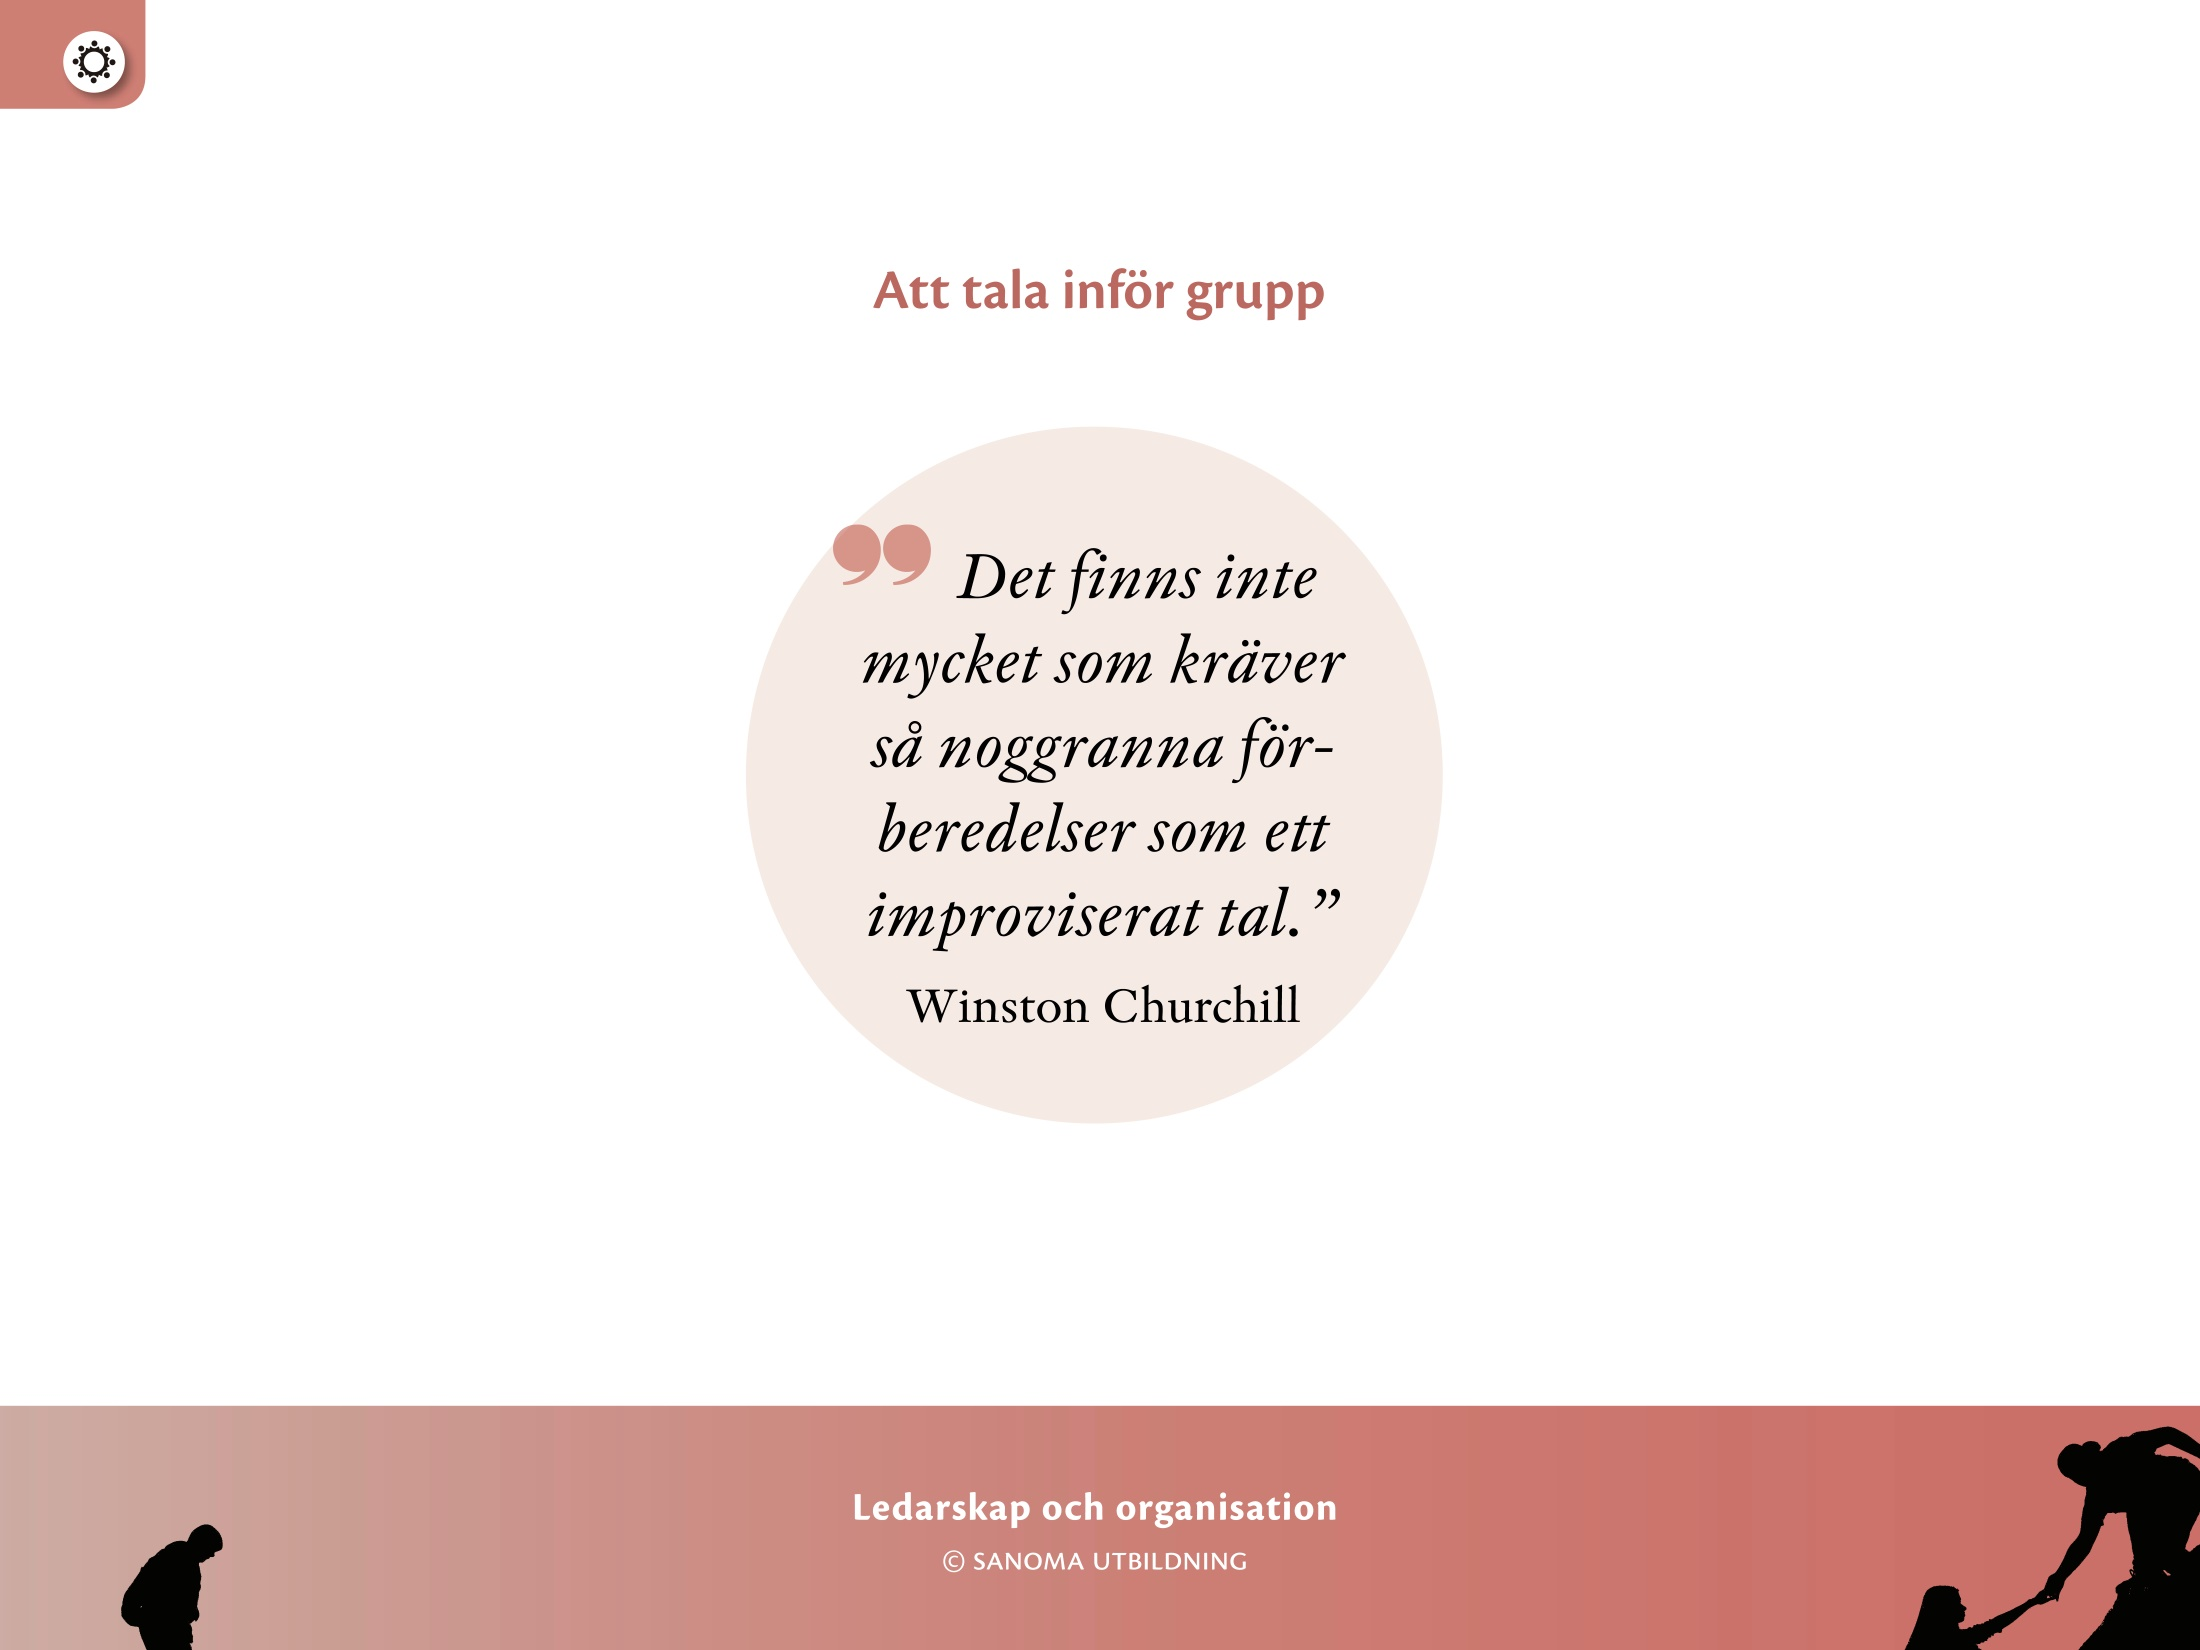 Att tala inför grupp
” Det finns inte
mycket som kräver
så noggranna för-
beredelser som ett
improviserat tal.”
Winston Churchill
Ledarskap och organisation
© SANOMA UTBILDNING